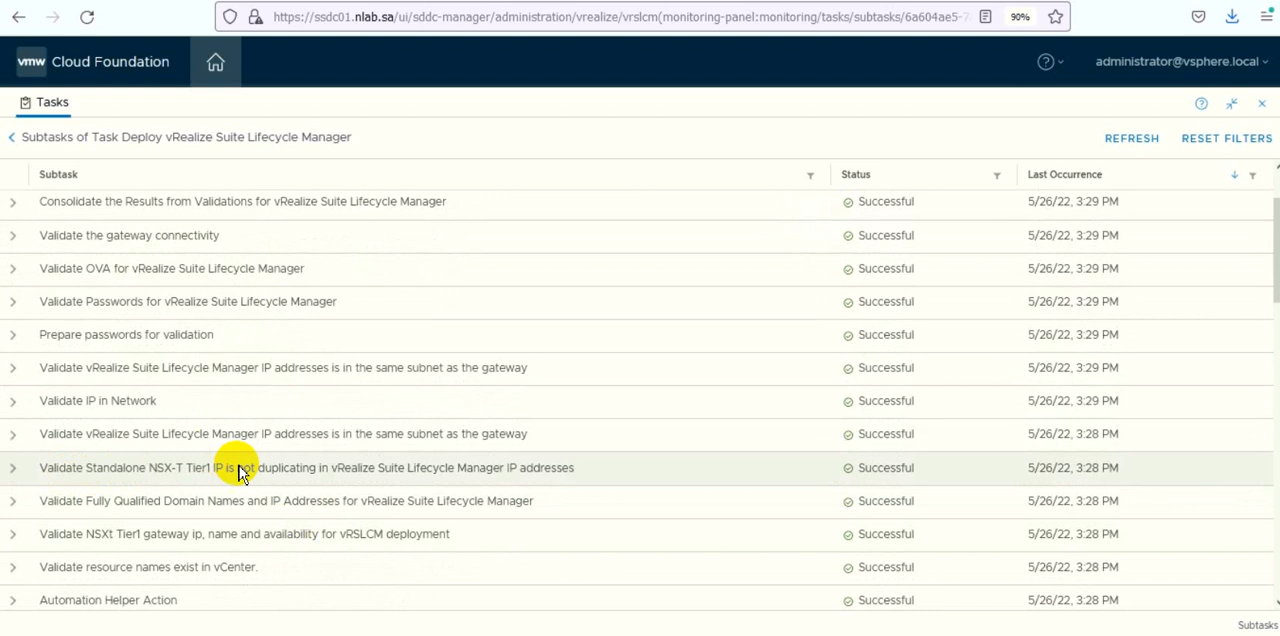 https://ssdc01.nlab.sa/ui/sddc-manager/administration/vrealize/vrslcm(monitoring-panel:monitoring/tasks/subtasks/6a604ae5-7
90%
vmw Cloud Foundation
administrator@vsphere.local
Tasks
Subtasks of Task Deploy vRealize Suite Lifecycle Manager
REFRESH RESET FILTERS
Subtask Status Last Occurrence
Consolidate the Results from Validations for vRealize Suite Lifecycle Manager Successful 5/26/22, 3:29 PM
Validate the gateway connectivity Successful 5/26/22, 3:29 PM
Validate OVA for vRealize Suite Lifecycle Manager Successful 5/26/22, 3:29 PM
Validate Passwords for vRealize Suite Lifecycle Manager Successful 5/26/22, 3:29 PM
Prepare passwords for validation Successful 5/26/22, 3:29 PM
Validate vRealize Suite Lifecycle Manager IP addresses is in the same subnet as the gateway Successful 5/26/22, 3:29 PM
Validate IP in Network Successful 5/26/22, 3:29 PM
Validate vRealize Suite Lifecycle Manager IP addresses is in the same subnet as the gateway Successful 5/26/22, 3:28 PM
Validate Standalone NSX-T Tier1 IP is not duplicating in vRealize Suite Lifecycle Manager IP addresses Successful 5/26/22, 3:28 PM
Validate Fully Qualified Domain Names and IP Addresses for vRealize Suite Lifecycle Manager Successful 5/26/22, 3:28 PM
Validate NSXt Tier1 gateway ip, name and availability for vRSLCM deployment Successful 5/26/22, 3:28 PM
Validate resource names exist in vCenter. Successful 5/26/22, 3:28 PM
Automation Helper Action Successful 5/26/22, 3:28 PM
Subtasks